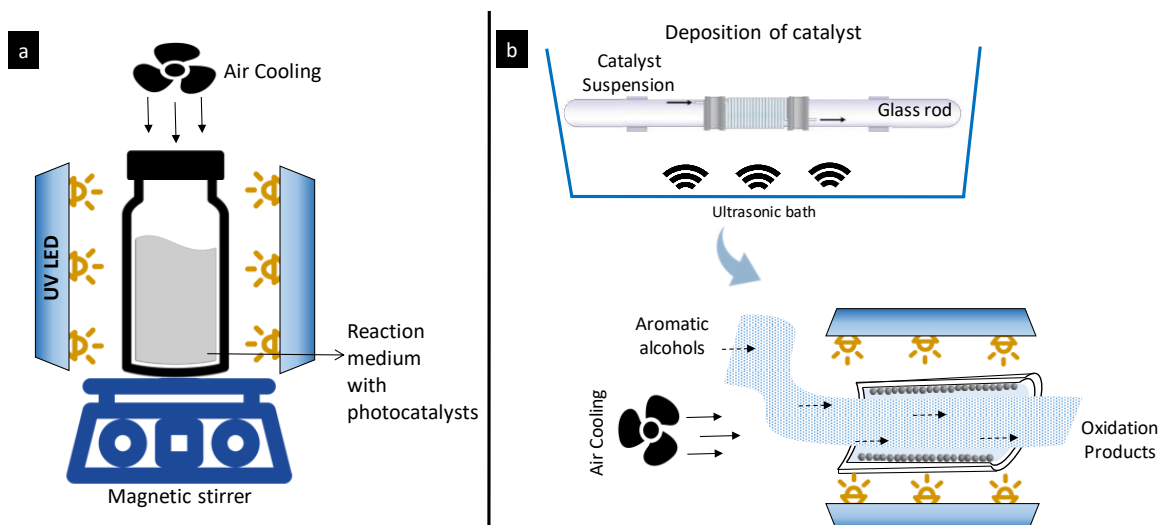 a
Air Cooling
UV LED
Reaction
medium
with
photocatalysts
Magnetic stirrer
b
Deposition of catalyst
Catalyst
Suspension
Glass rod
Ultrasonic bath
Aromatic
alcohols
Air Cooling
Oxidation
Products